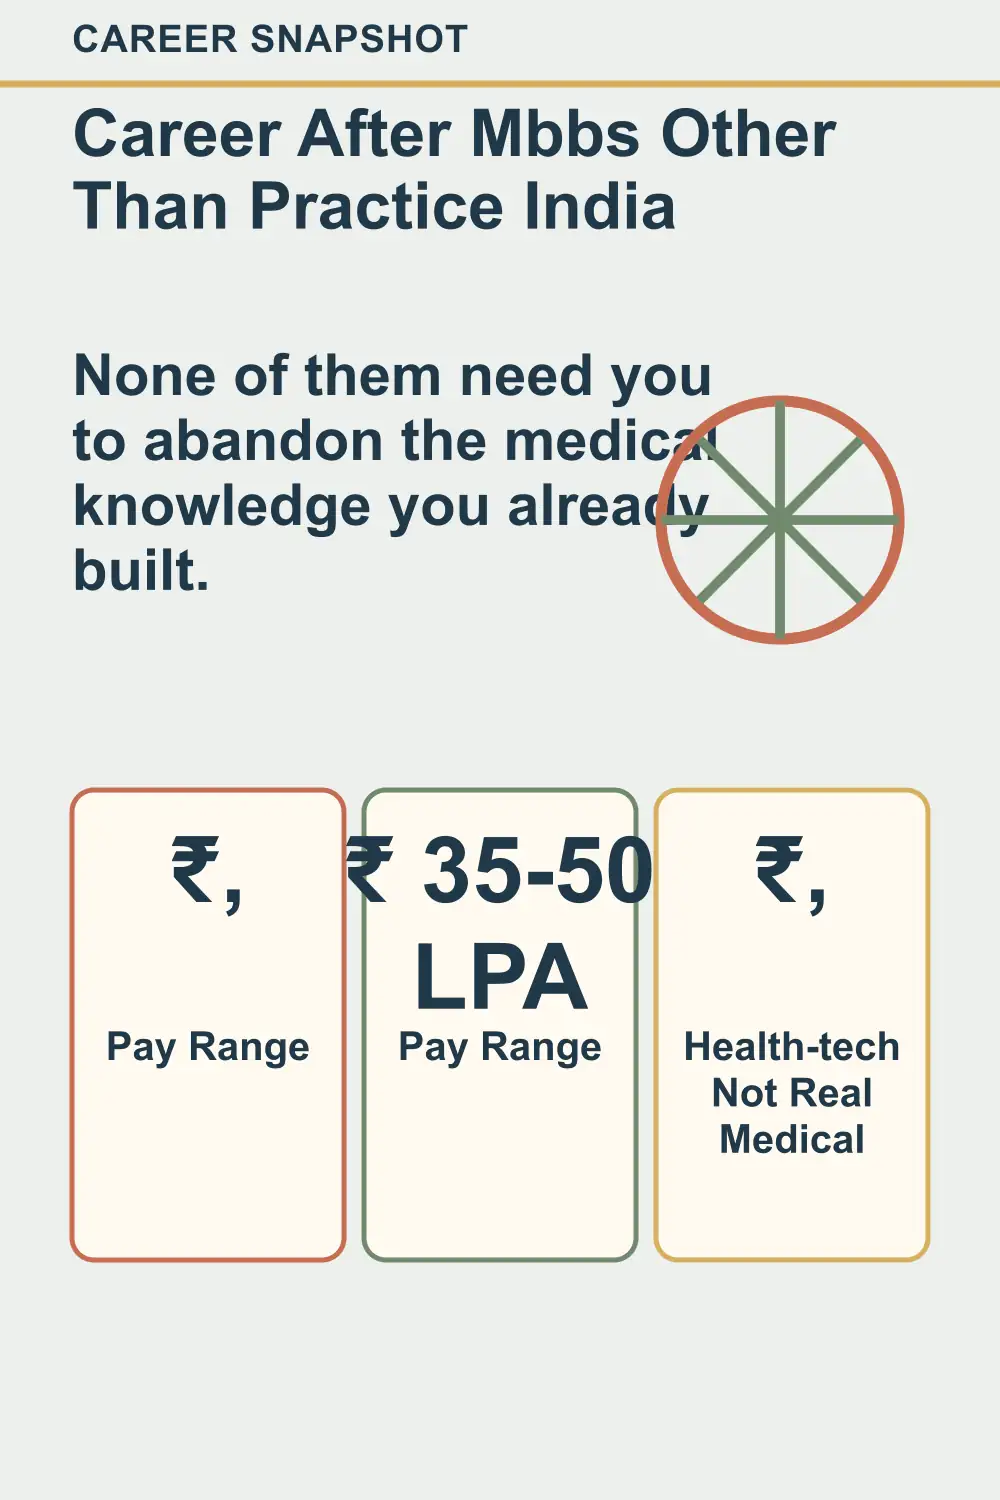 CAREER SNAPSHOT
Career After Mbbs Other
Than Practice India
None of them need you
to abandon the medical
knowledge you already
built.
₹,
Pay Range
₹ 35-50
LPA
Pay Range
₹,
Health-tech
Not Real
Medical